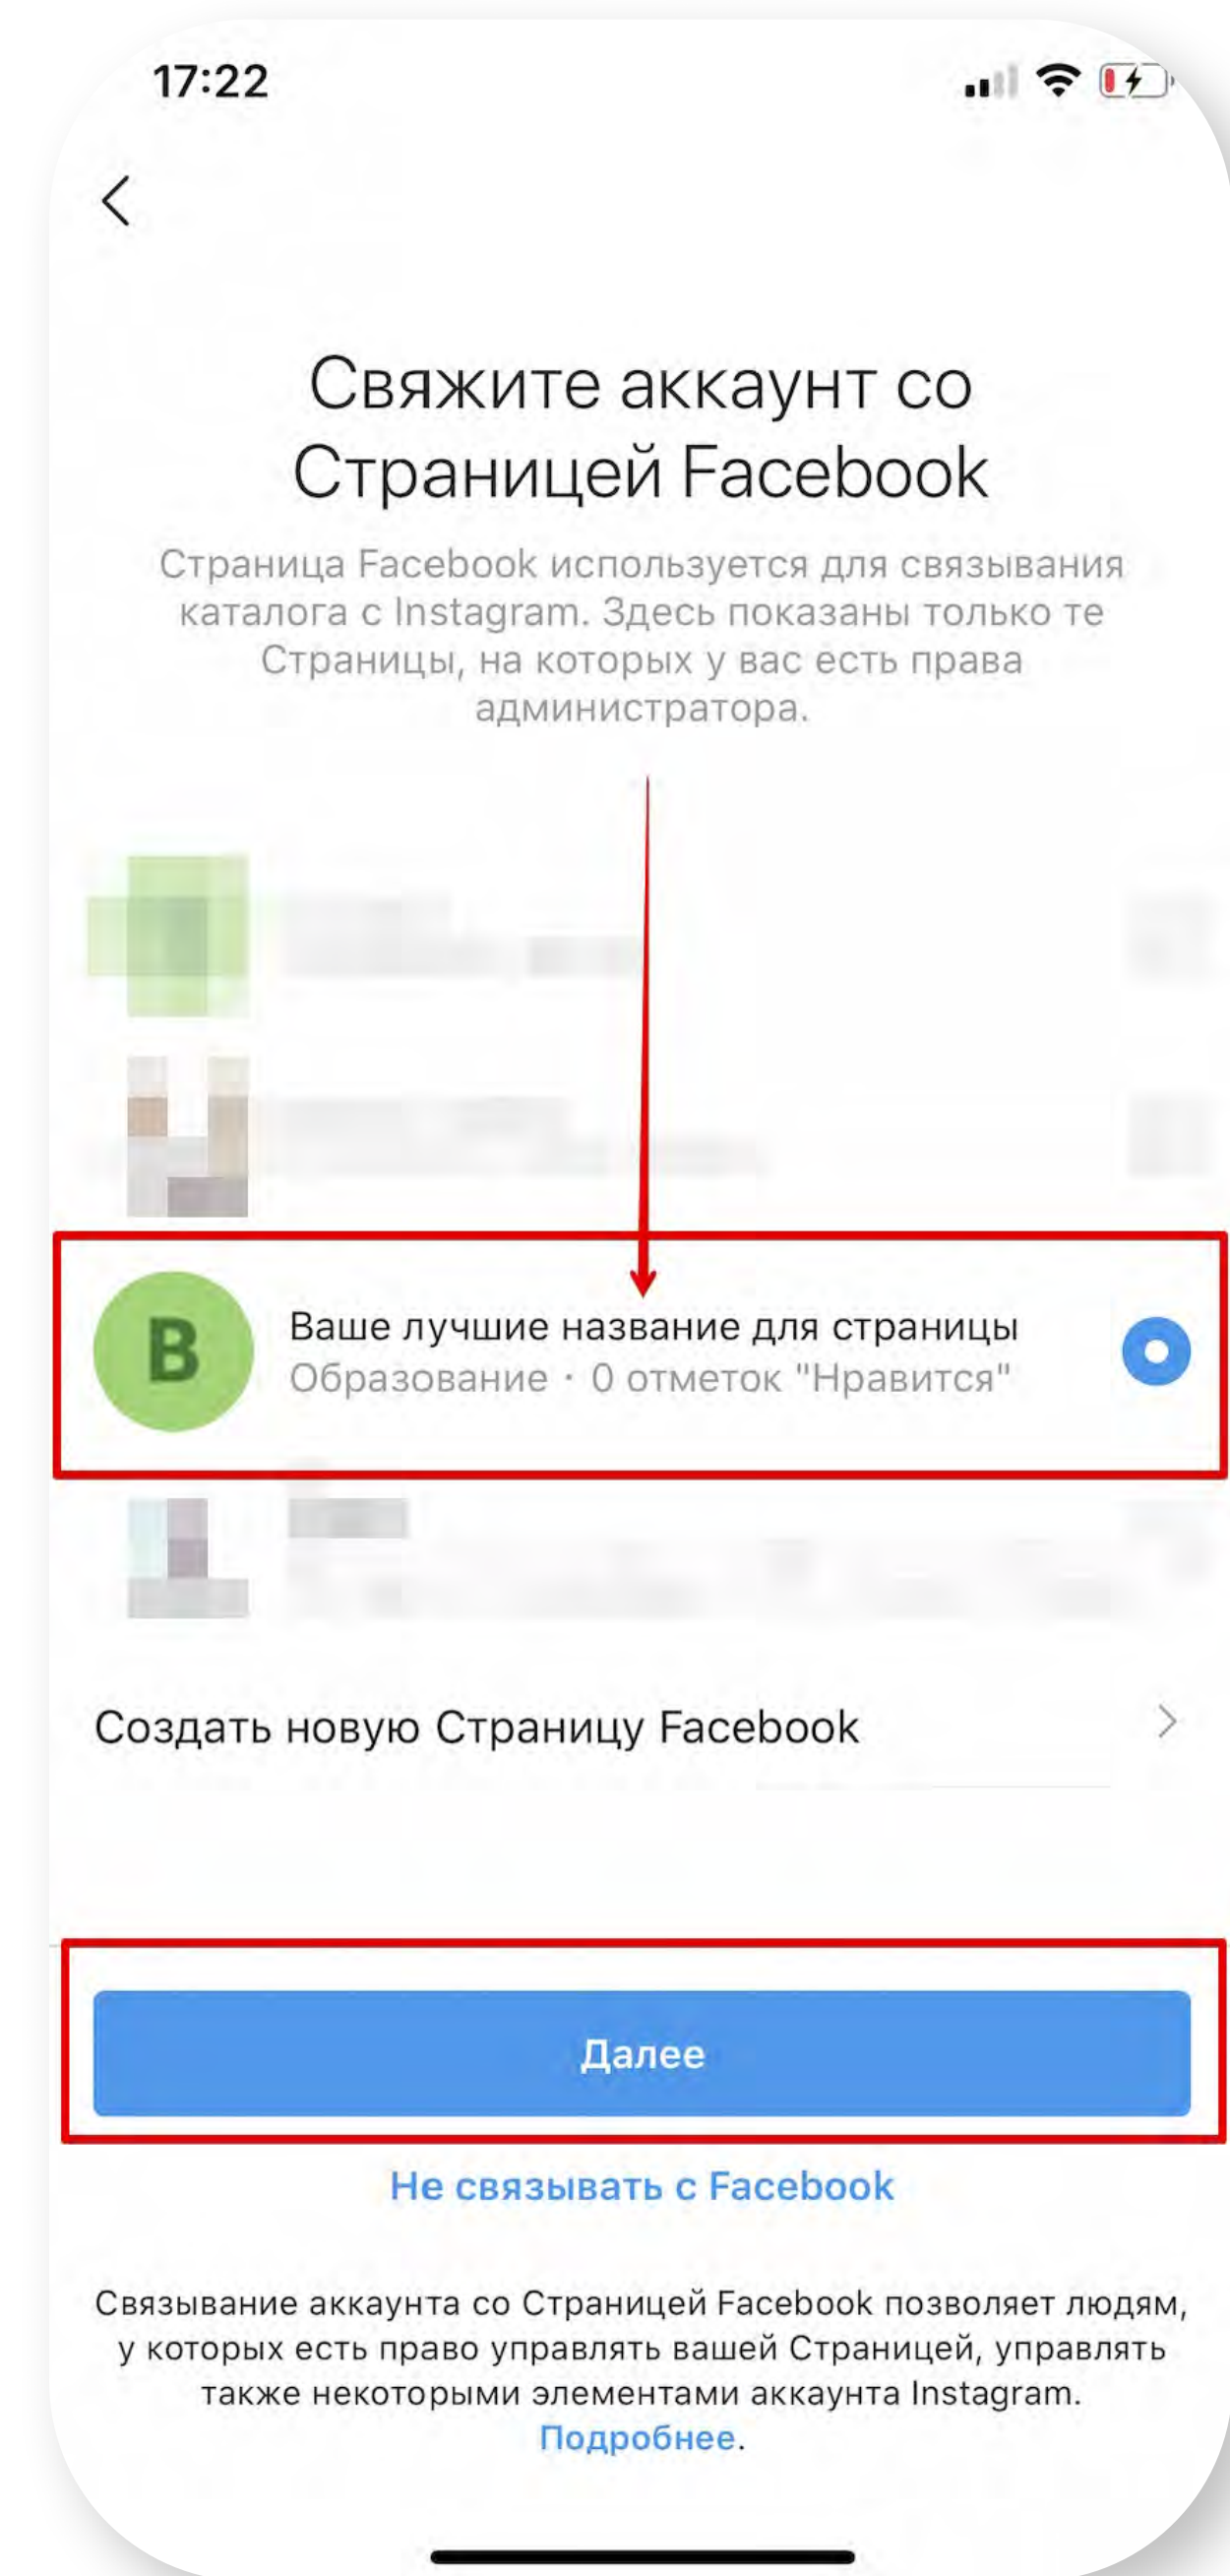 17:22
Свяжите аккаунт со
Страницей Facebook
Страница Facebook используется для связывания
каталога с Instagram. Здесь показаны только те
Страницы, на которых у вас есть права
администратора.
В
Ваше лучшие название для страницы
Образование · 0 отметок "Нравится"
Создать новую Страницу Facebook
Далее
Не связывать с Facebook
Связывание аккаунта со Страницей Facebook позволяет людям,
у которых есть право управлять вашей Страницей, управлять
также некоторыми элементами аккаунта Instagram.
Подробнее.